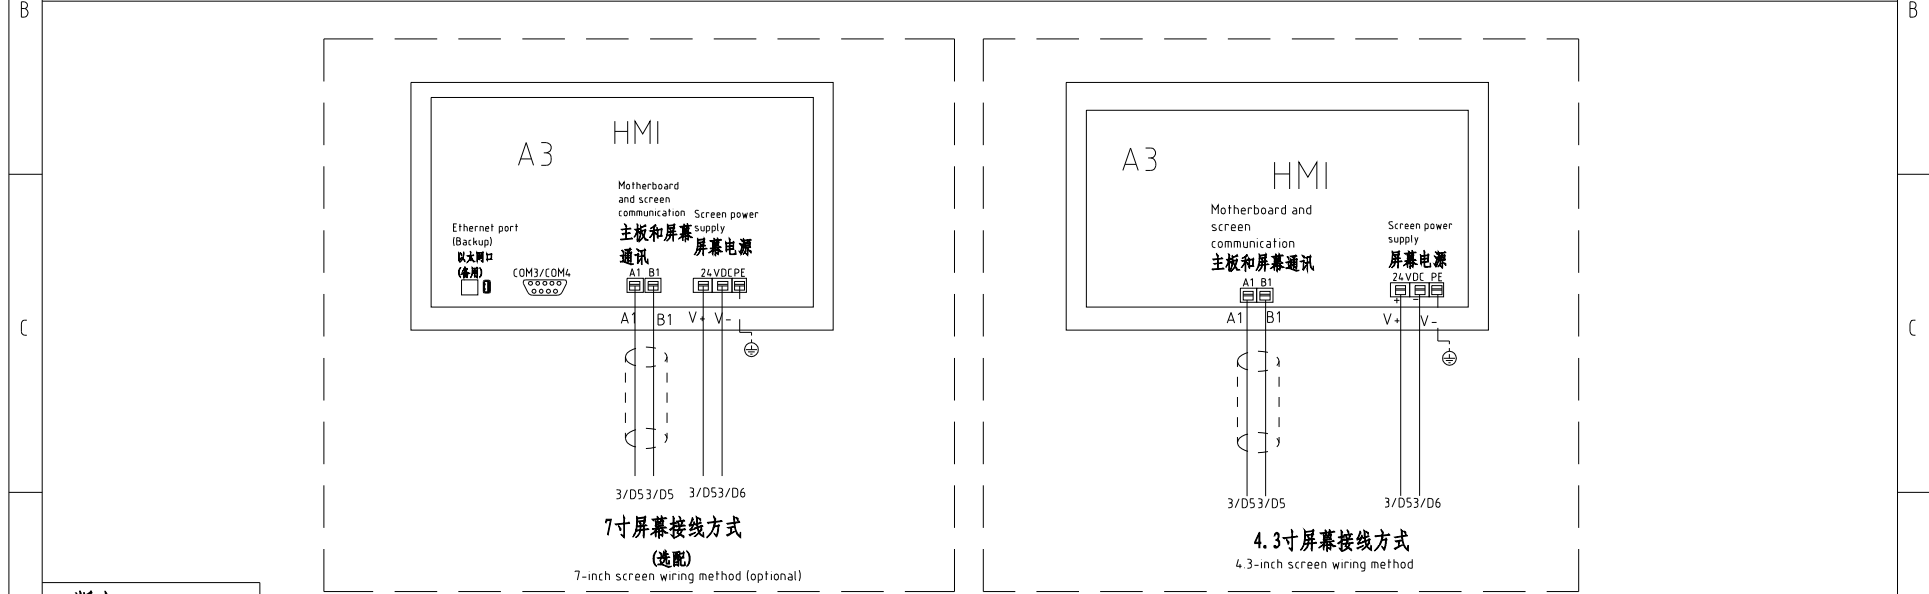 B
B
HMI
A3
Motherboard
and screen
communication
主板和屏幕
通讯
Screen power
supply
屏幕电源
Ethernet port
(Backup)
以太网口
(备用)
COM3/COM4
A1 B1
24VDC PE
A1
B1
V+
V-
3/D5 3/D5
3/D5 3/D6
7寸屏幕接线方式
(选配)
7-inch screen wiring method (optional)
A3
HMI
Motherboard and
screen
communication
主板和屏幕通讯
Screen power
supply
屏幕电源
A1 B1
24VDC PE
+ -
A1
B1
V+
V-
3/D5 3/D5
3/D5 3/D6
4.3寸屏幕接线方式
4.3-inch screen wiring method
C
C